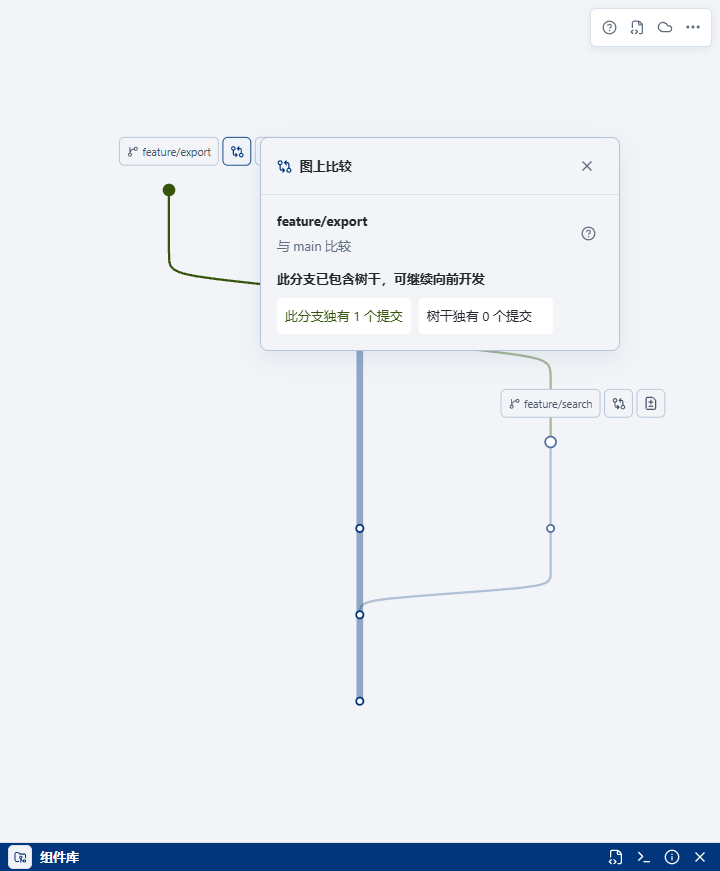 feature/export
图上比较
feature/export
与 main 比较
此分支已包含树干，可继续向前开发
此分支独有 1 个提交
树干独有 0 个提交
feature/search
组件库